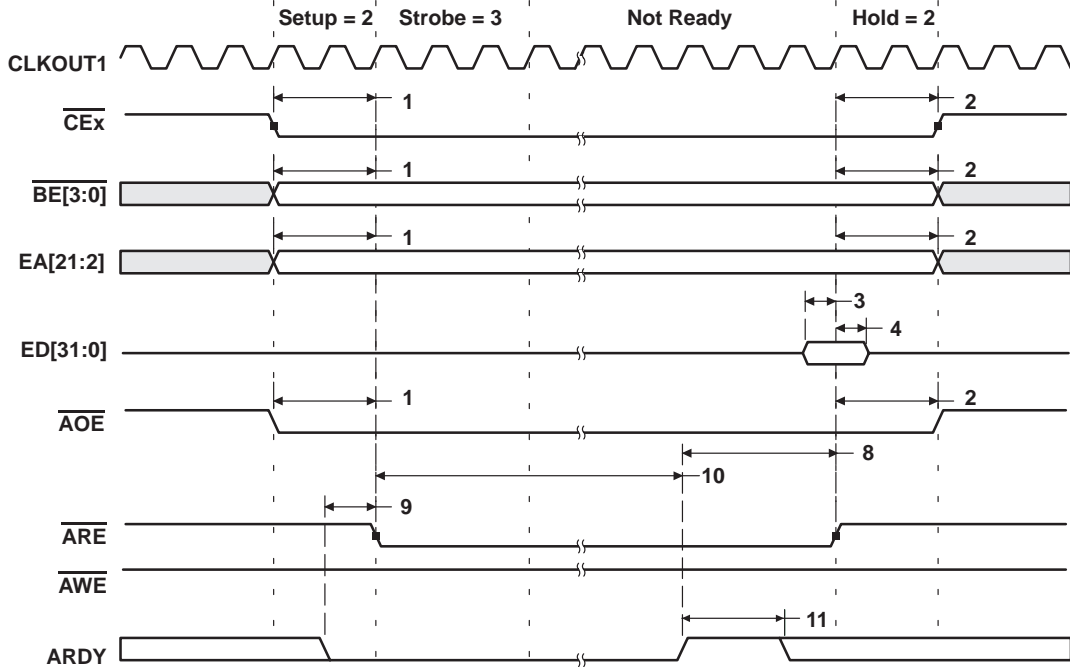 Setup = 2 Strobe = 3 Not Ready Hold = 2
CLKOUT1
CEx 1 2
BE[3:0] 1 2
EA[21:2] 1 2
3
4
ED[31:0]
AOE 1 2
8
10
9
ARE
AWE
11
ARDY